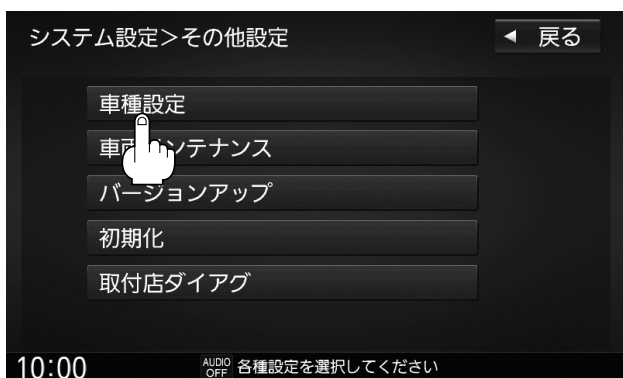 システム設定＞その他設定
◀ 戻る
車種設定
車両メンテナンス
バージョンアップ
初期化
取付店ダイアグ
10:00
AUDIO
OFF
各種設定を選択してください